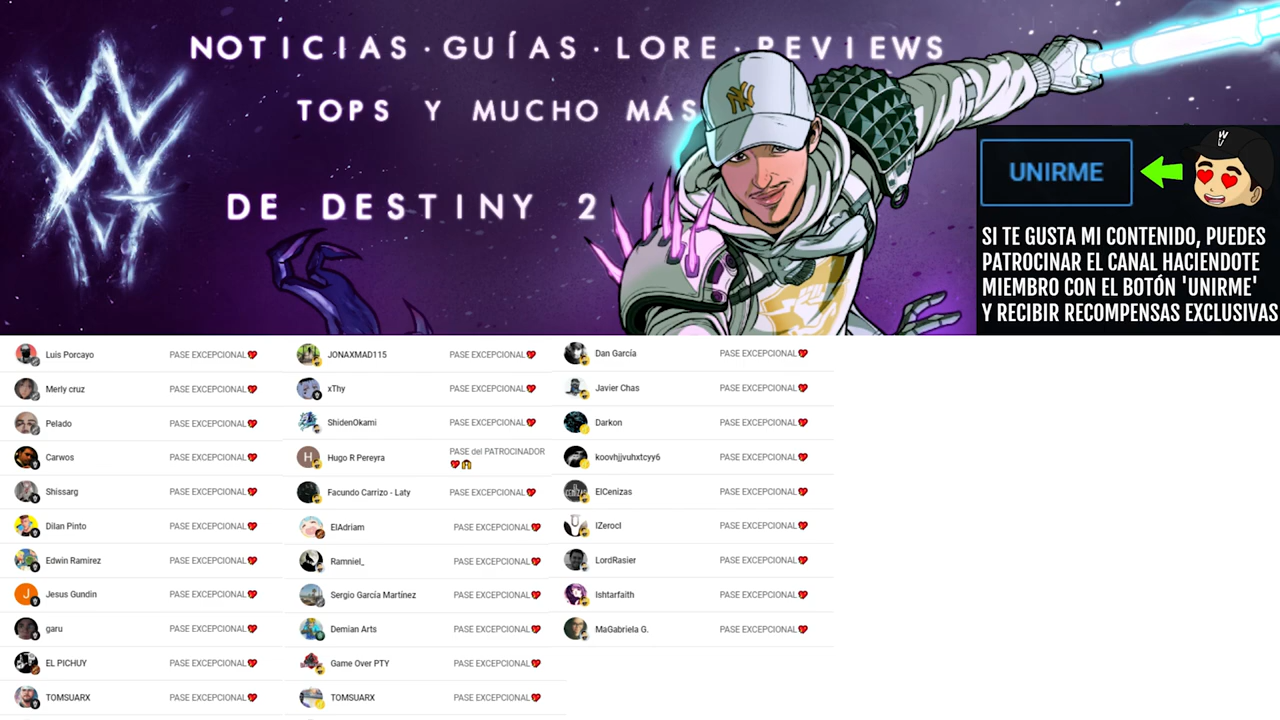 NOTICIAS · GUÍAS · LORE · REVIEWS
TOPS Y MUCHO MÁS
DE DESTINY 2
UNIRME
SI TE GUSTA MI CONTENIDO, PUEDES
PATROCINAR EL CANAL HACIENDOTE
MIEMBRO CON EL BOTÓN 'UNIRME'
Y RECIBIR RECOMPENSAS EXCLUSIVAS
Luis Porcayo PASE EXCEPCIONAL
Merly cruz PASE EXCEPCIONAL
Pelado PASE EXCEPCIONAL
Carwos PASE EXCEPCIONAL
Shissarg PASE EXCEPCIONAL
Dilan Pinto PASE EXCEPCIONAL
Edwin Ramírez PASE EXCEPCIONAL
J
Jesus Gundin PASE EXCEPCIONAL
garu PASE EXCEPCIONAL
EL PICHUY PASE EXCEPCIONAL
TOMSUARX PASE EXCEPCIONAL
JONAXMAD115 PASE EXCEPCIONAL
xThy PASE EXCEPCIONAL
ShidenOkami PASE EXCEPCIONAL
H
Hugo R Pereyra PASE del PATROCINADOR
Facundo Carrizo - Laty PASE EXCEPCIONAL
ElAdriam PASE EXCEPCIONAL
Ramniel_ PASE EXCEPCIONAL
Sergio García Martínez PASE EXCEPCIONAL
Demian Arts PASE EXCEPCIONAL
Game Over PTY PASE EXCEPCIONAL
TOMSUARX PASE EXCEPCIONAL
Dan García PASE EXCEPCIONAL
Javier Chas PASE EXCEPCIONAL
Darkon PASE EXCEPCIONAL
koovhjjvuhxtcyy6 PASE EXCEPCIONAL
ElCenizas PASE EXCEPCIONAL
IZerocI PASE EXCEPCIONAL
LordRasier PASE EXCEPCIONAL
Ishtarfaith PASE EXCEPCIONAL
MaGabriela G. PASE EXCEPCIONAL